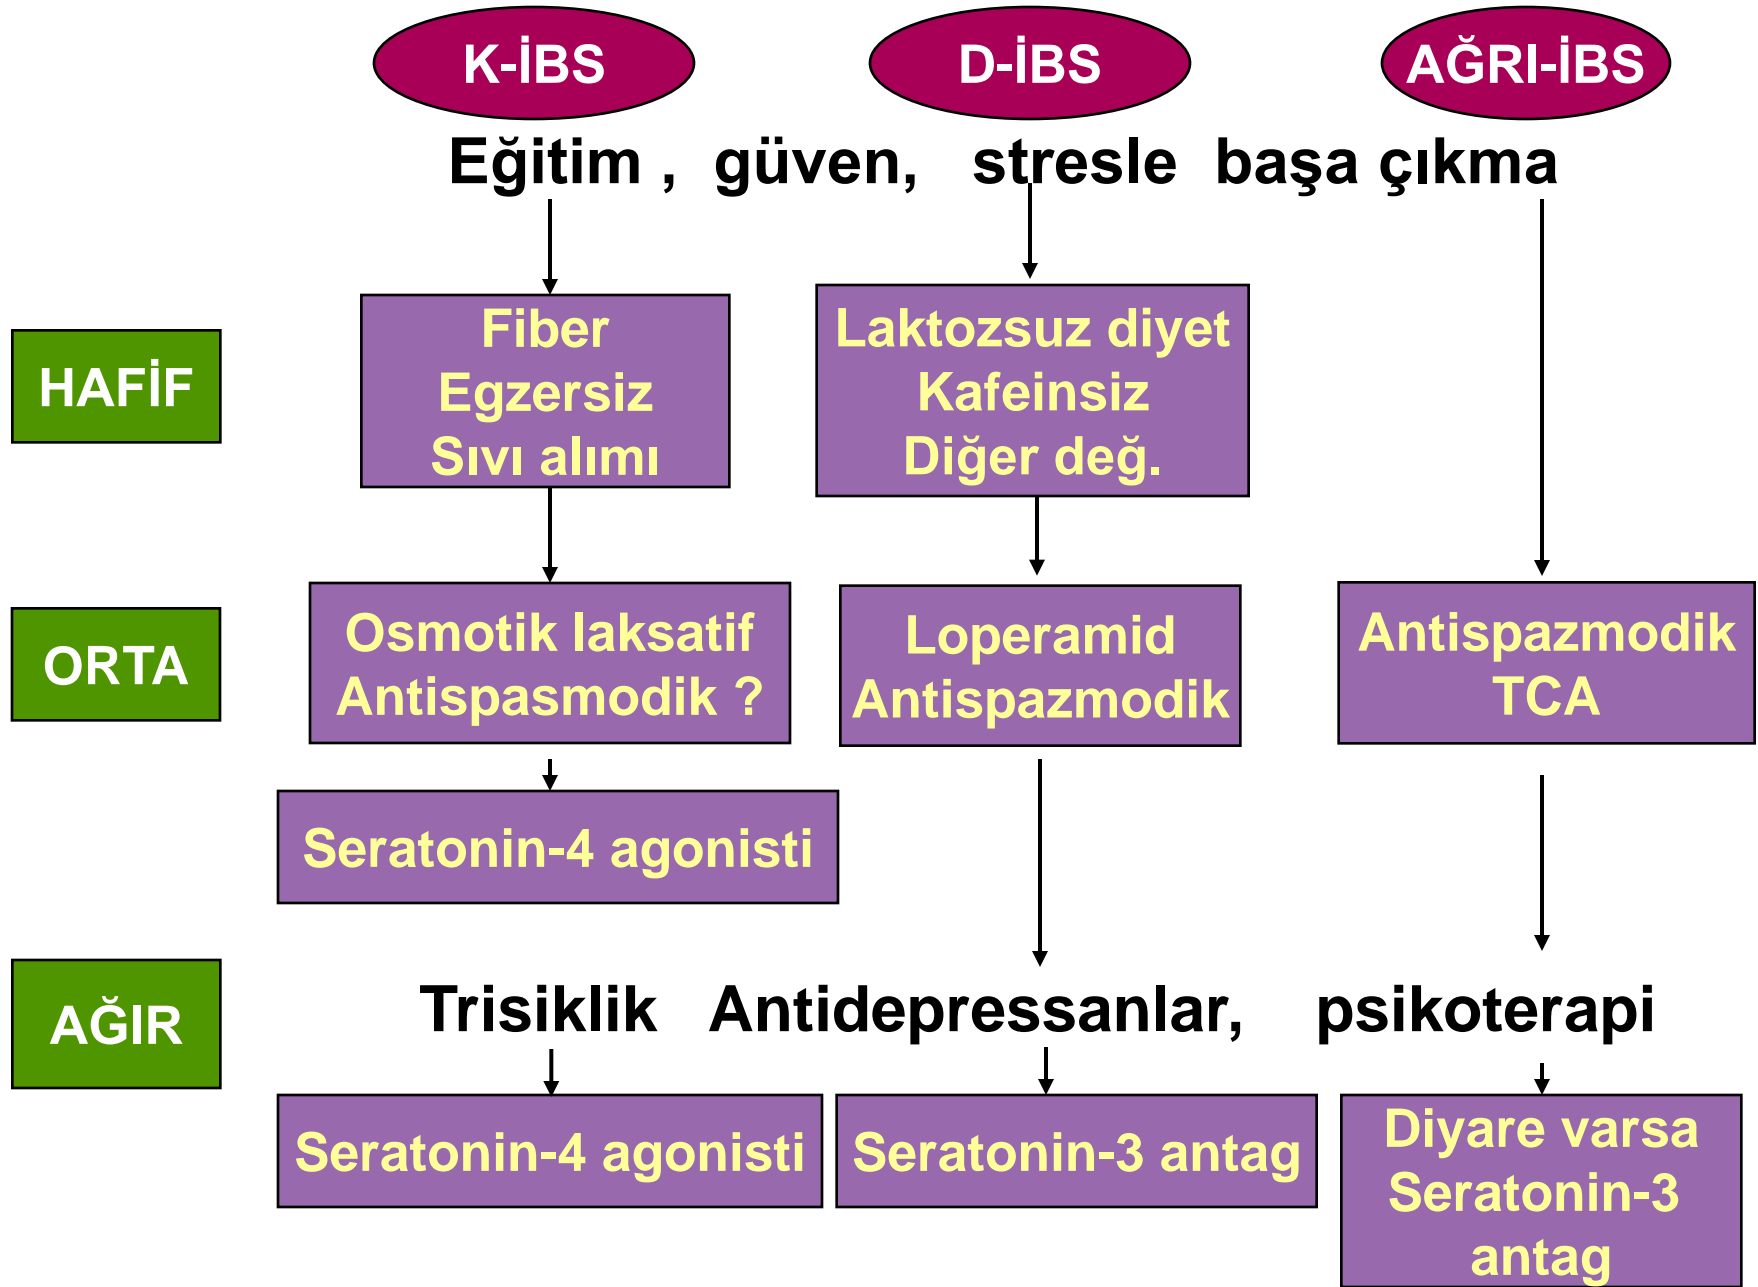 K-İBS
D-İBS
AĞRI-İBS
Eğitim , güven, stresle başa çıkma
HAFİF
Fiber
Egzersiz
Sıvı alımı
Laktozsuz diyet
Kafeinsiz
Diğer değ.
ORTA
Osmotik laksatif
Antispasmodik ?
Loperamid
Antispazmodik
Antispazmodik
TCA
Seratonin-4 agonisti
AĞIR
Trisiklik Antidepressanlar, psikoterapi
Seratonin-4 agonisti
Seratonin-3 antag
Diyare varsa
Seratonin-3
antag